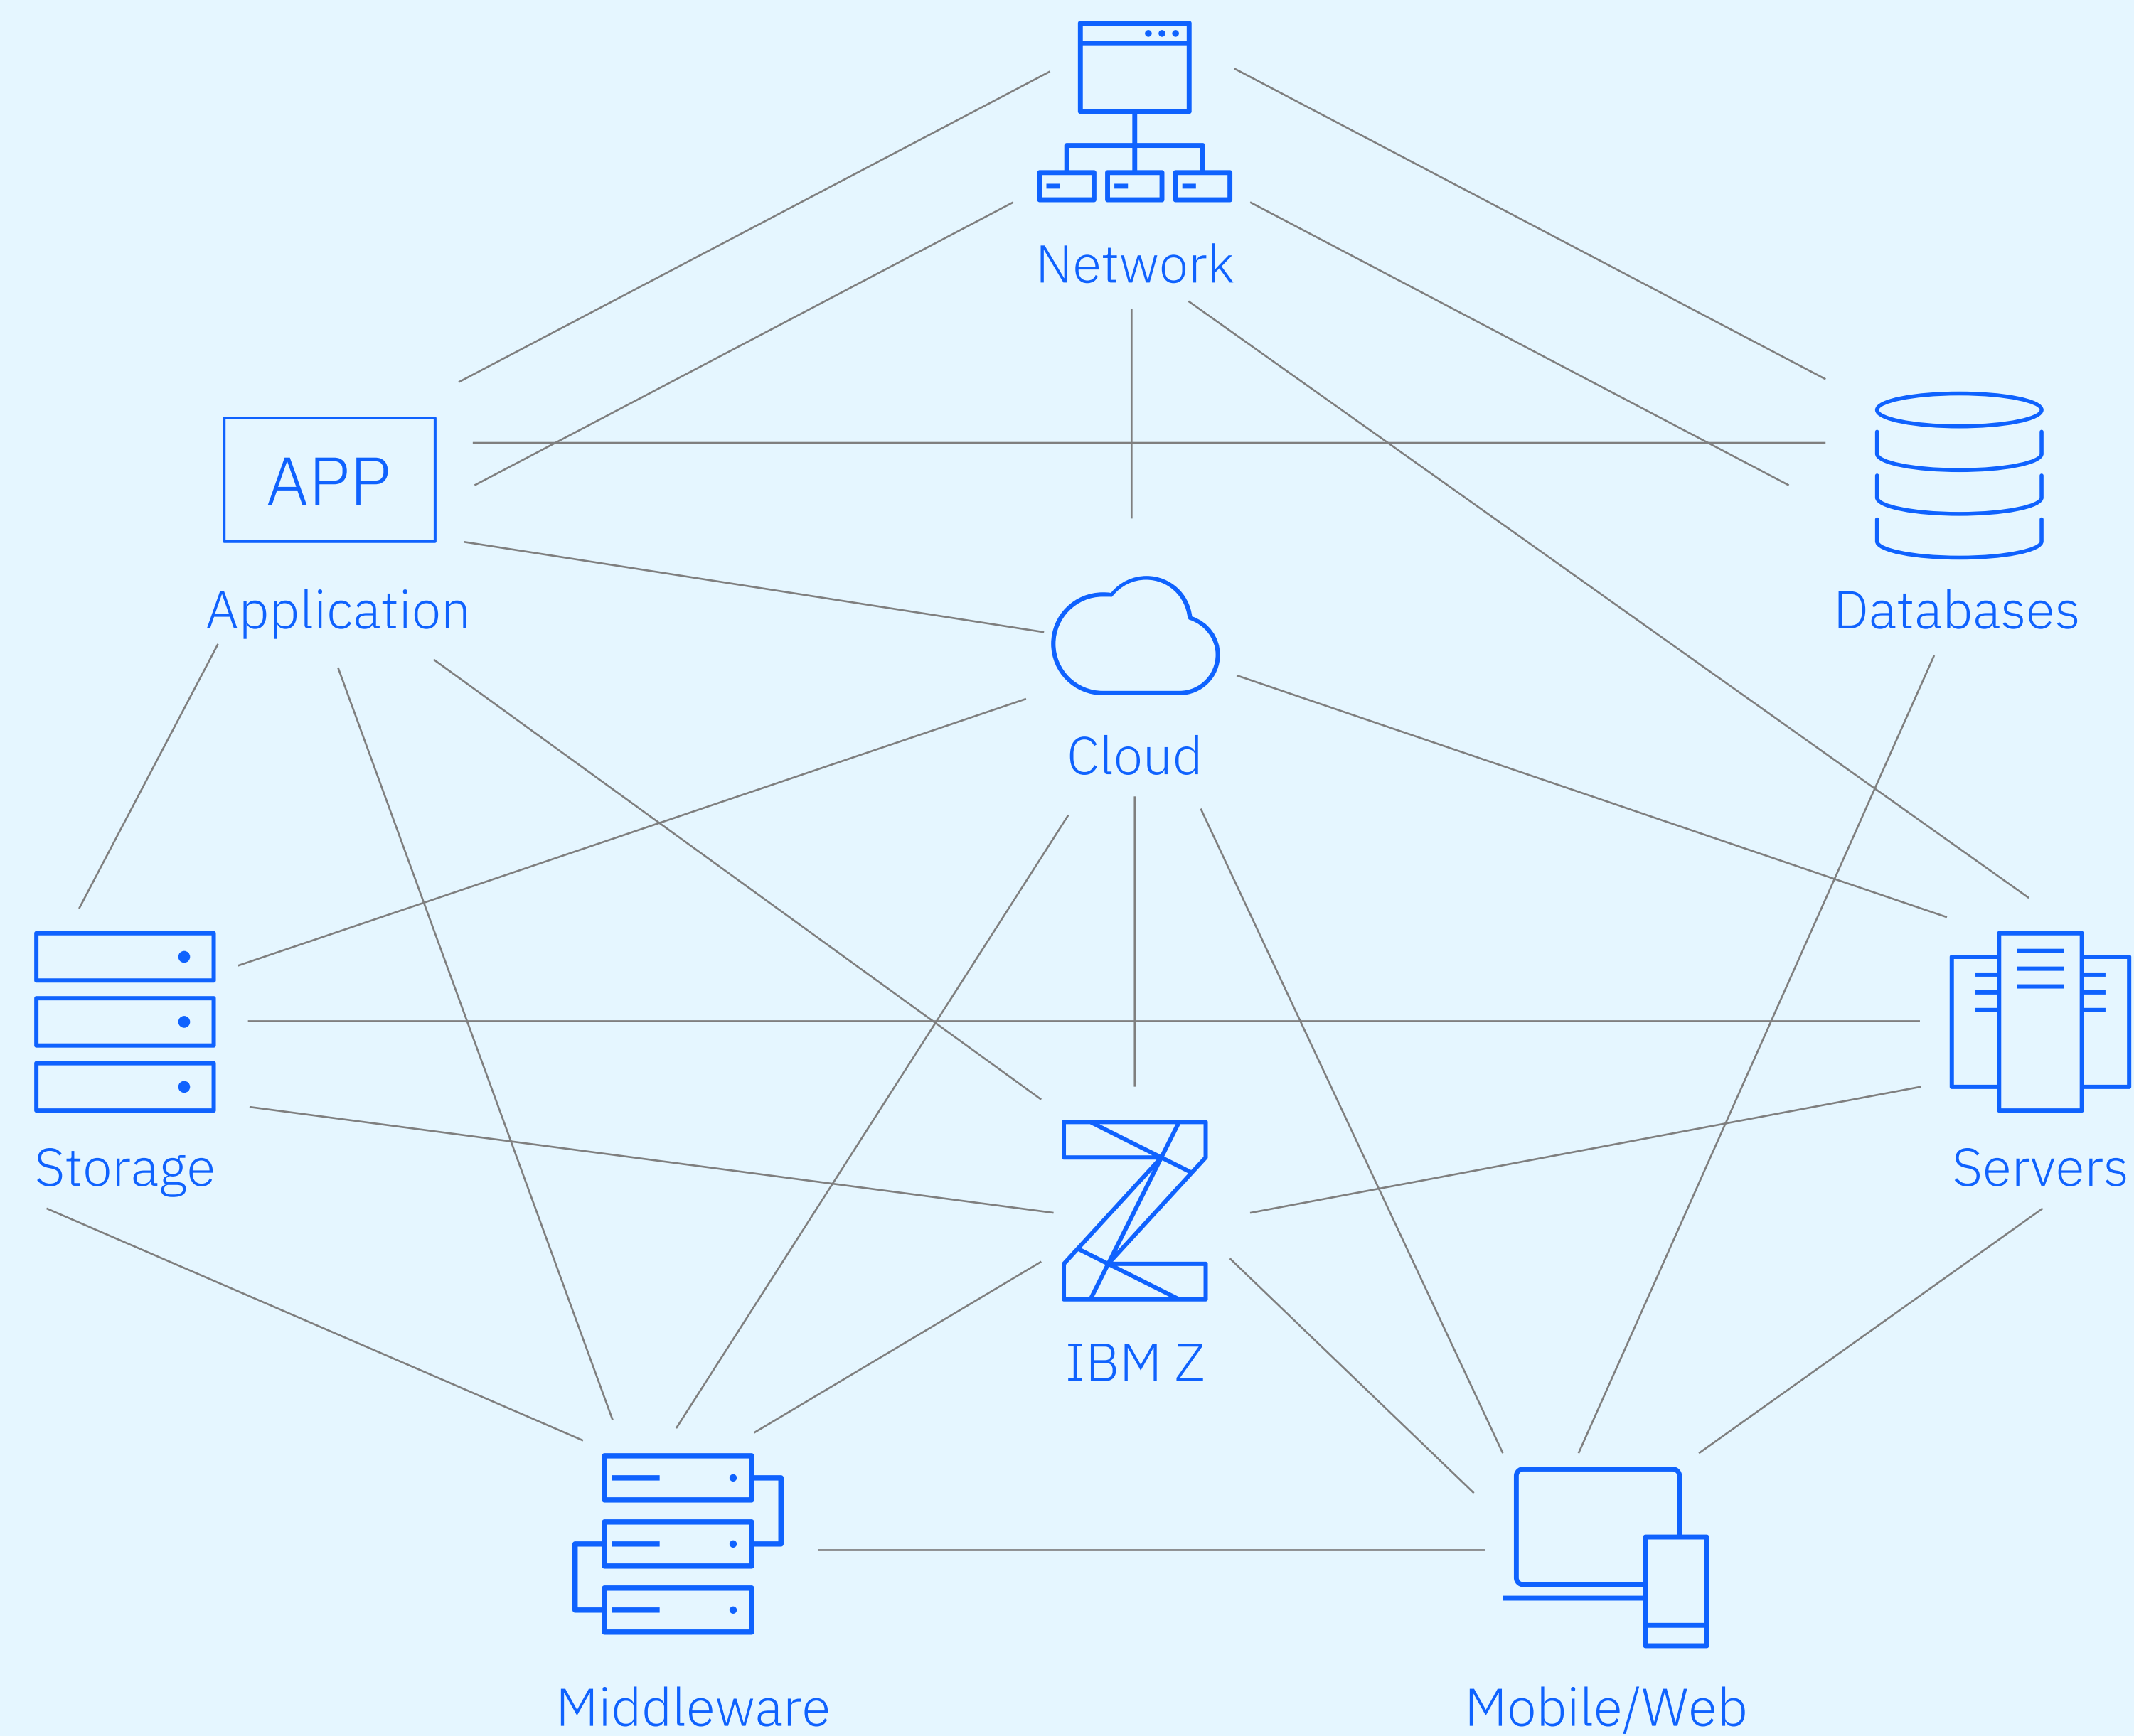 Network
APP
Application
Databases
Cloud
Storage
Servers
IBM Z
Middleware
Mobile/Web